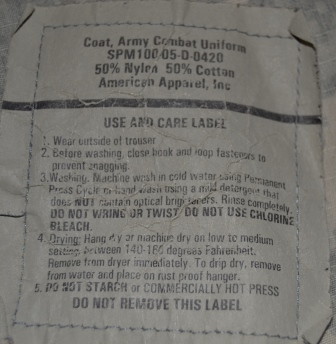 Coat, Army Combat Uniform
SPM100-05-D-0420
50% Nylon 50% Cotton
American Apparel, Inc
USE AND CARE LABEL
1. Wear outside of trouser
2. Before washing, close hook and loop fasteners to
prevent snagging.
3. Washing: Machine wash in cold water using Permanent
Press Cycle or hand wash using a mild detergent that
does NOT contain optical brighteners. Rinse completely.
DO NOT WRING OR TWIST DO NOT USE CHLORINE
BLEACH.
4. Drying: Hang dry or machine dry on low to medium
setting between 140-160 degrees Fahrenheit.
Remove from dryer immediately. To drip dry, remove
from water and place on rust proof hanger.
5. DO NOT STARCH or COMMERCIALLY HOT PRESS
DO NOT REMOVE THIS LABEL